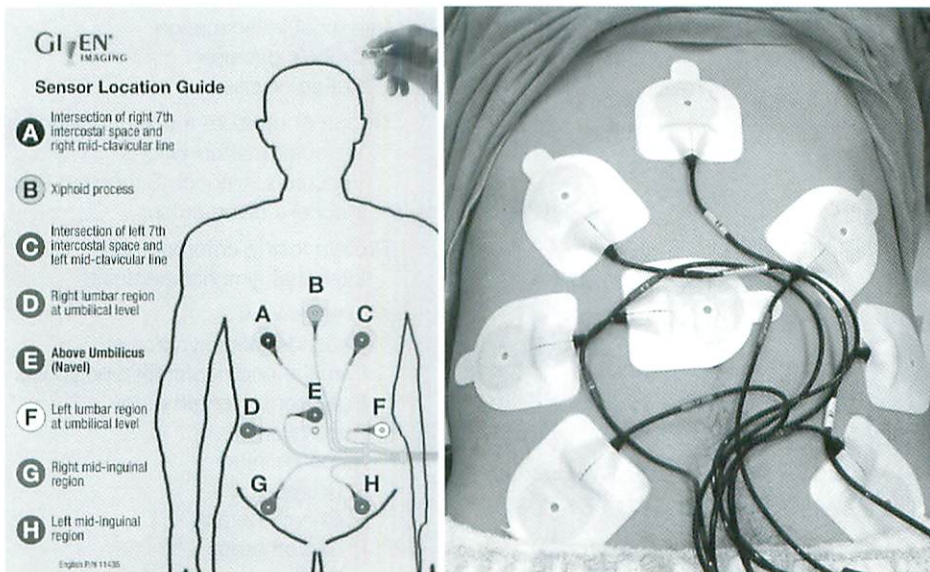 GIVEN®
IMAGING
Sensor Location Guide
A
Intersection of right 7th
intercostal space and
right mid-clavicular line
B
Xiphoid process
C
Intersection of left 7th
intercostal space and
left mid-clavicular line
D
Right lumbar region
at umbilical level
E
Above Umbilicus
(Navel)
F
Left lumbar region
at umbilical level
G
Right mid-inguinal
region
H
Left mid-inguinal
region
English P/N 11436
B
A
C
E
D
F
G
H